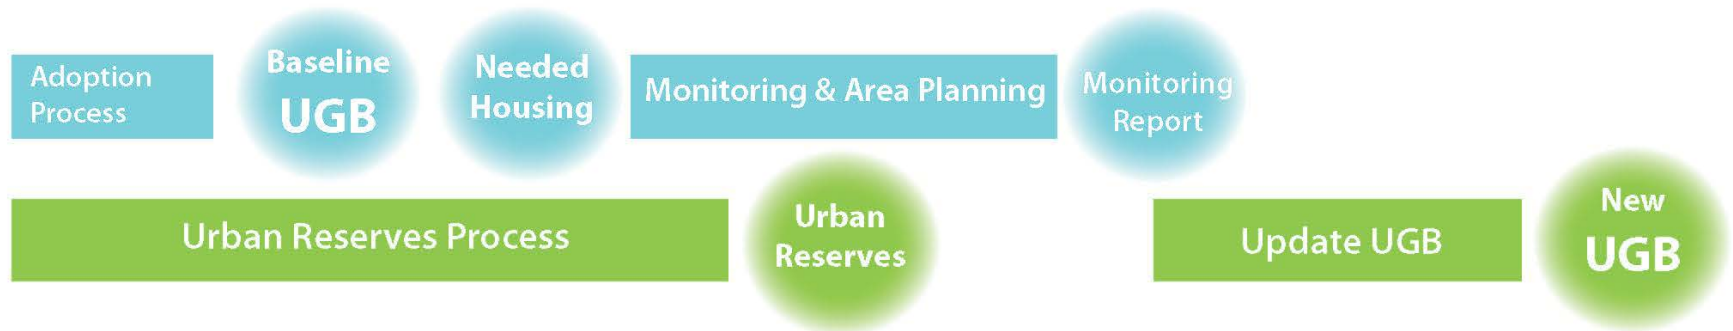 Adoption
Process
Baseline
UGB
Needed
Housing
Monitoring & Area Planning
Monitoring
Report
Urban Reserves Process
Urban
Reserves
Update UGB
New
UGB